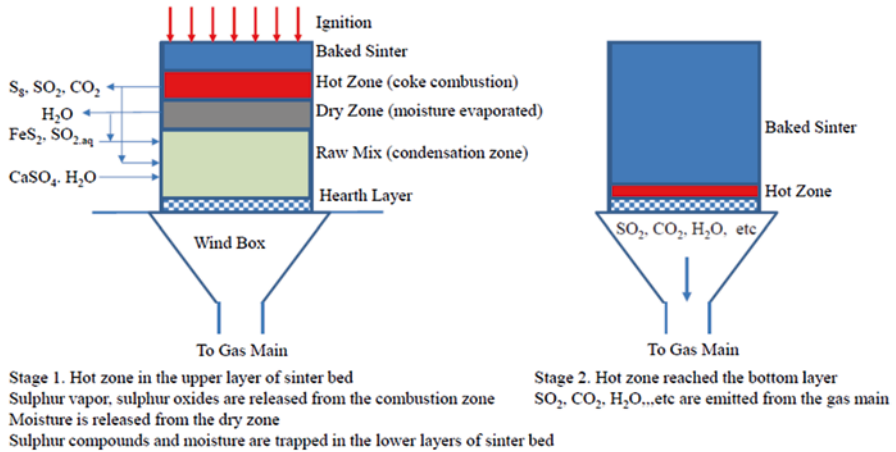 Ignition
Baked Sinter
S₈, SO₂, CO₂
Hot Zone (coke combustion)
H₂O
Dry Zone (moisture evaporated)
FeS₂, SO₂.aq
Raw Mix (condensation zone)
CaSO₄. H₂O
Hearth Layer
Wind Box
To Gas Main
Baked Sinter
Hot Zone
SO₂, CO₂, H₂O, etc
To Gas Main
Stage 1. Hot zone in the upper layer of sinter bed
Sulphur vapor, sulphur oxides are released from the combustion zone
Moisture is released from the dry zone
Sulphur compounds and moisture are trapped in the lower layers of sinter bed
Stage 2. Hot zone reached the bottom layer
SO₂, CO₂, H₂O,..etc are emitted from the gas main